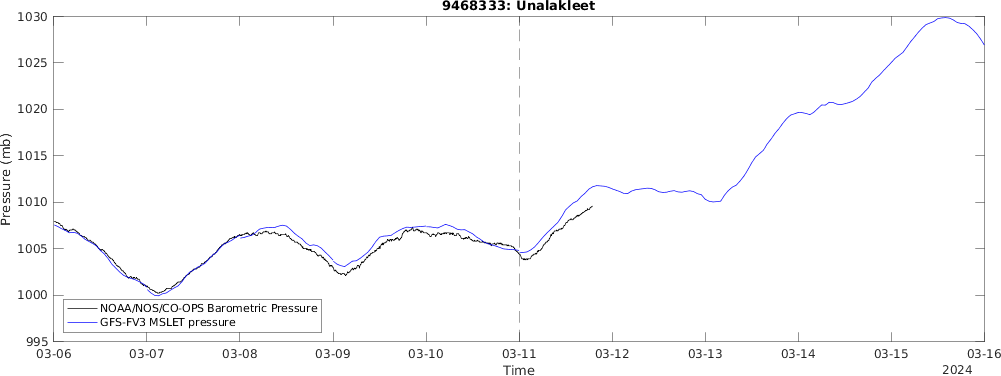 9468333: Unalakleet
1030
1025
1020
1015
1010
1005
1000
995
Pressure (mb)
NOAA/NOS/CO-OPS Barometric Pressure
GFS-FV3 MSLET pressure
03-06 03-07 03-08 03-09 03-10 03-11 03-12 03-13 03-14 03-15 03-16
Time
2024